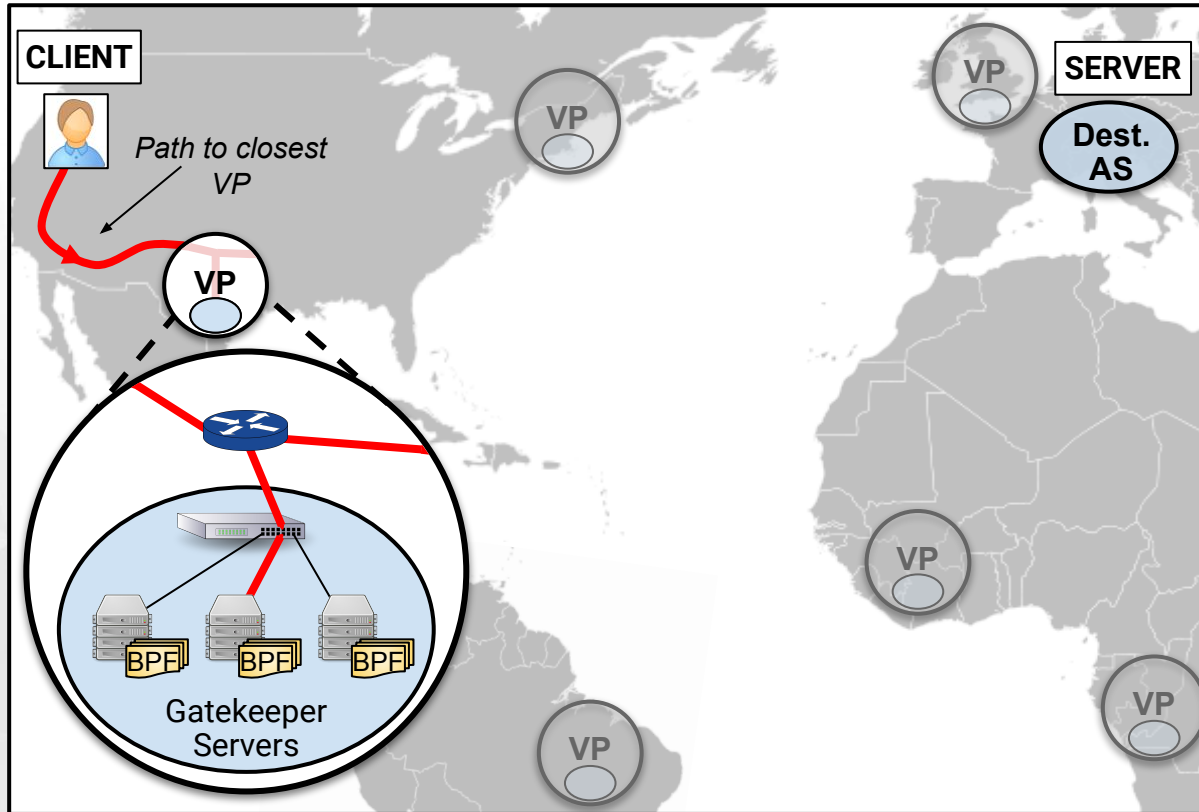 CLIENT
Path to closest
VP
VP
VP
VP
SERVER
Dest.
AS
VP
VP
VP
BPF
BPF
BPF
Gatekeeper
Servers